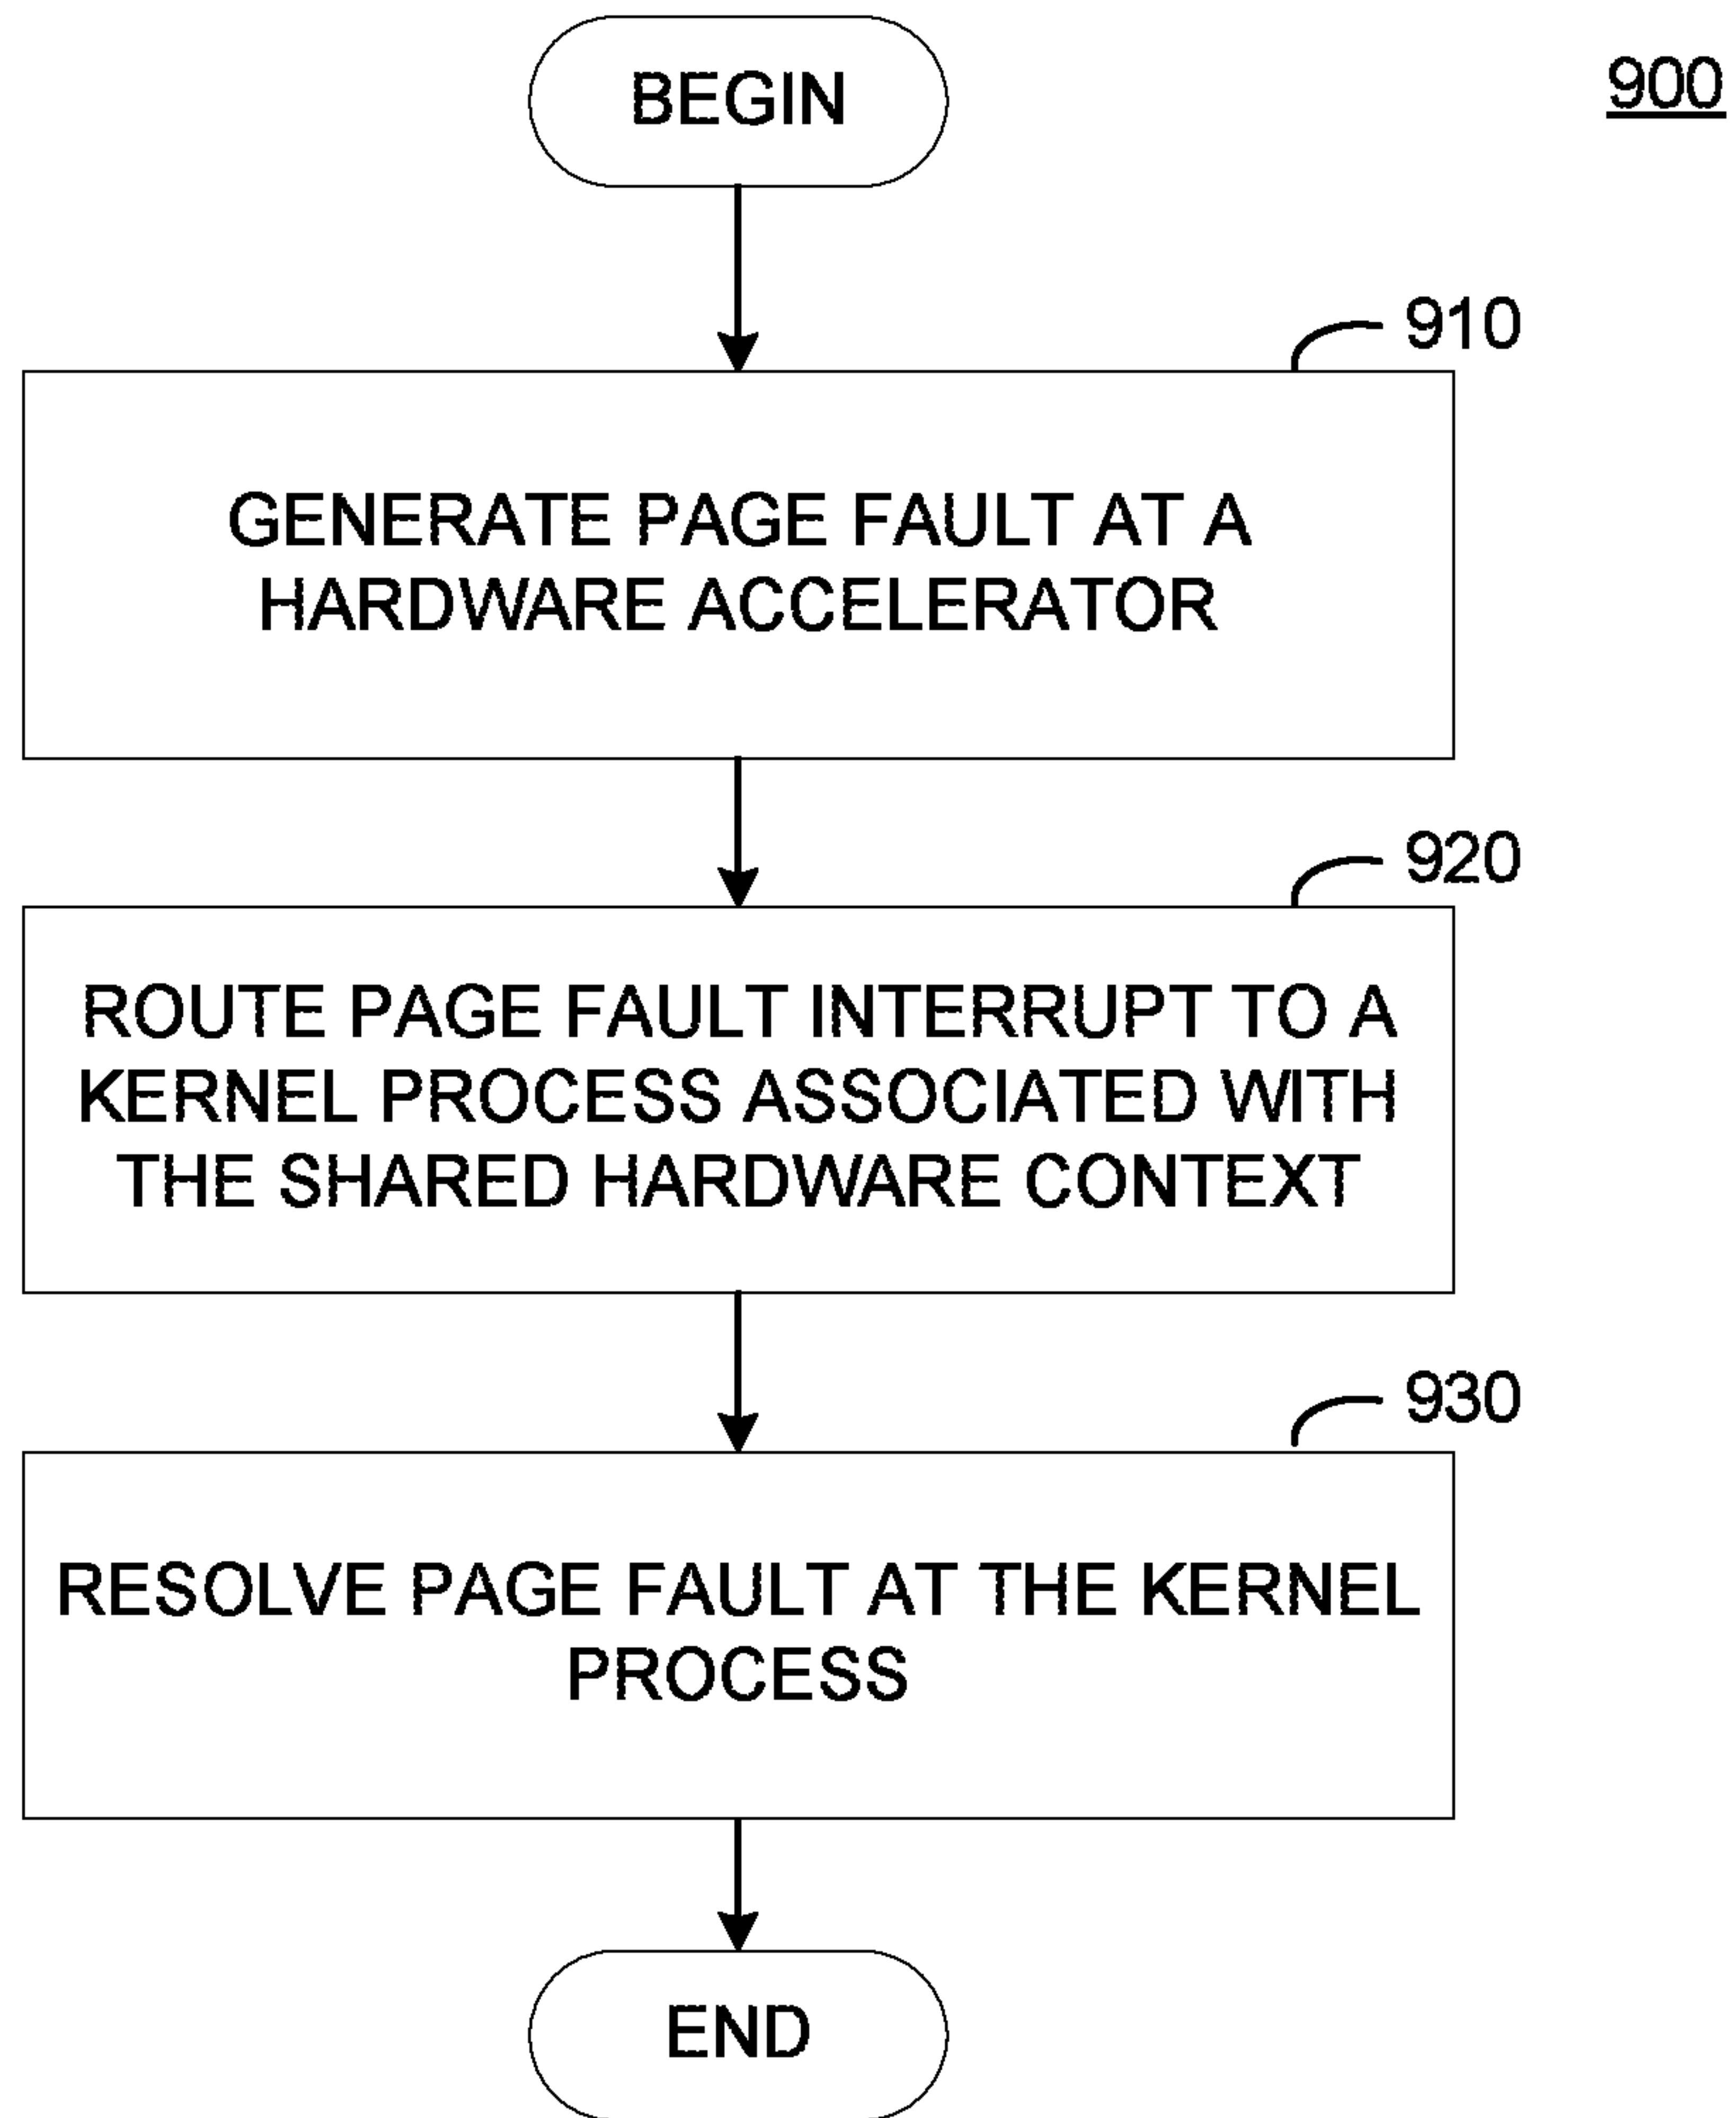 BEGIN
900
910
GENERATE PAGE FAULT AT A
HARDWARE ACCELERATOR
920
ROUTE PAGE FAULT INTERRUPT TO A
KERNEL PROCESS ASSOCIATED WITH
THE SHARED HARDWARE CONTEXT
930
RESOLVE PAGE FAULT AT THE KERNEL
PROCESS
END